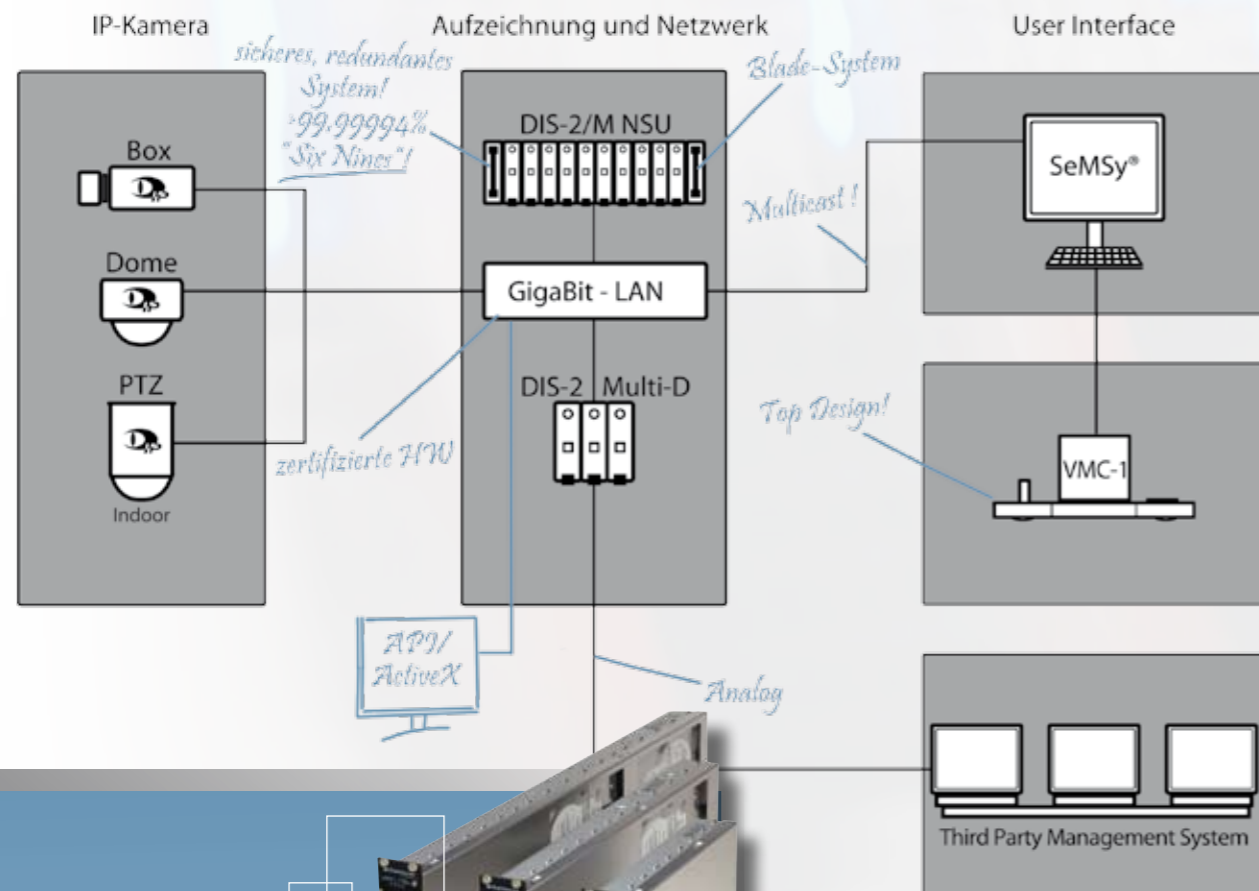 IP-Kamera
Aufzeichnung und Netzwerk
User Interface
sicheres, redundantes
System!
>99,99994%
"Six Nines"!
Blade-System
DIS-2/M NSU
Box
SeMSy®
Multicast !
Dome
GigaBit - LAN
PTZ
DIS-2 Multi-D
Top Design!
zertifizierte HW
VMC-1
Indoor
API/
ActiveX
Analog
Third Party Management System